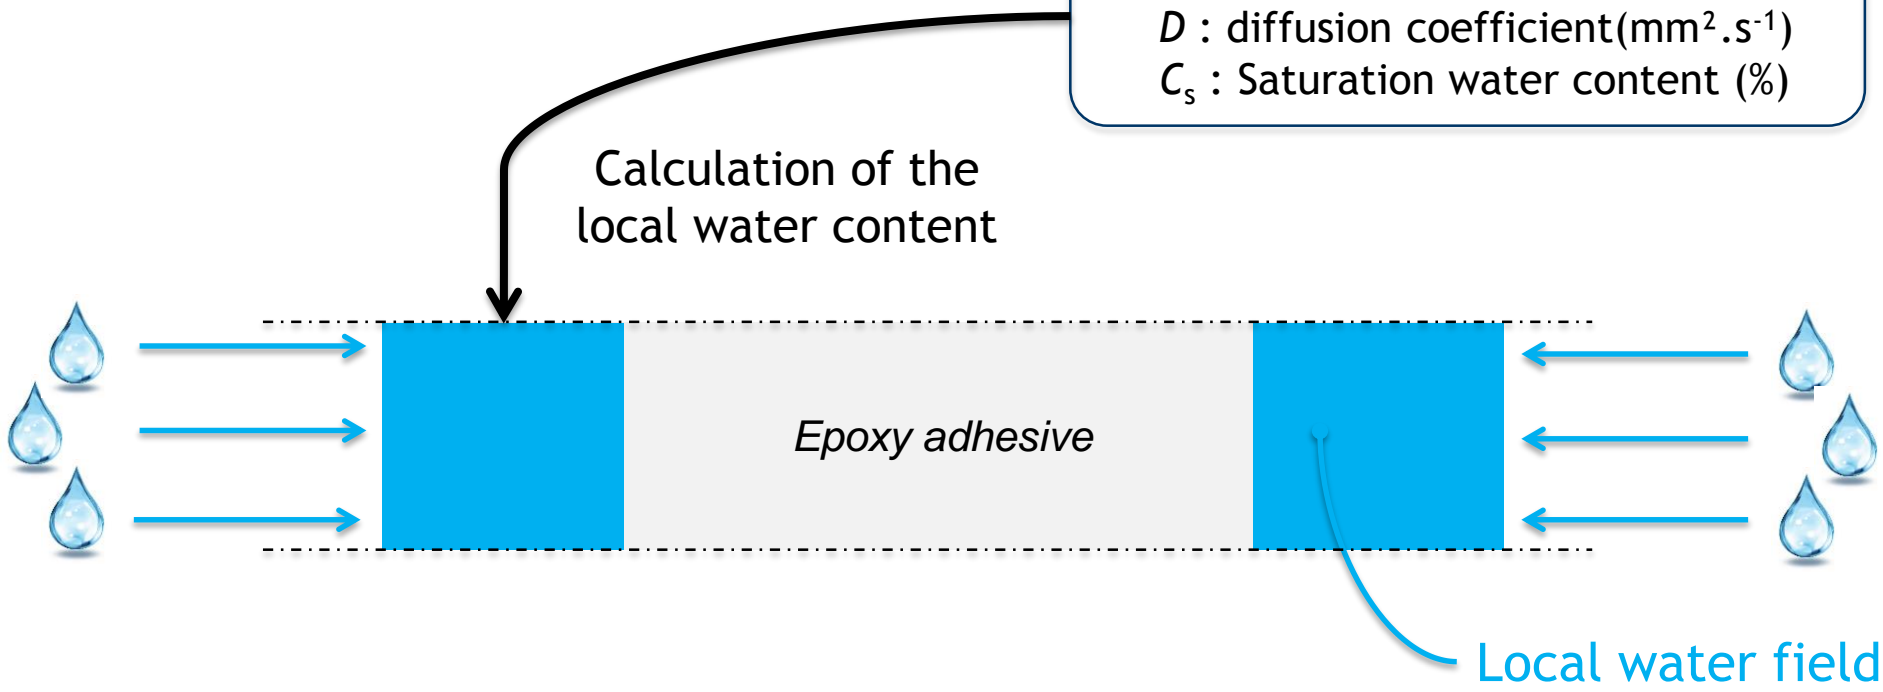 D : diffusion coefficient(mm².s⁻¹)
Cₛ : Saturation water content (%)
Calculation of the
local water content
Epoxy adhesive
Local water field